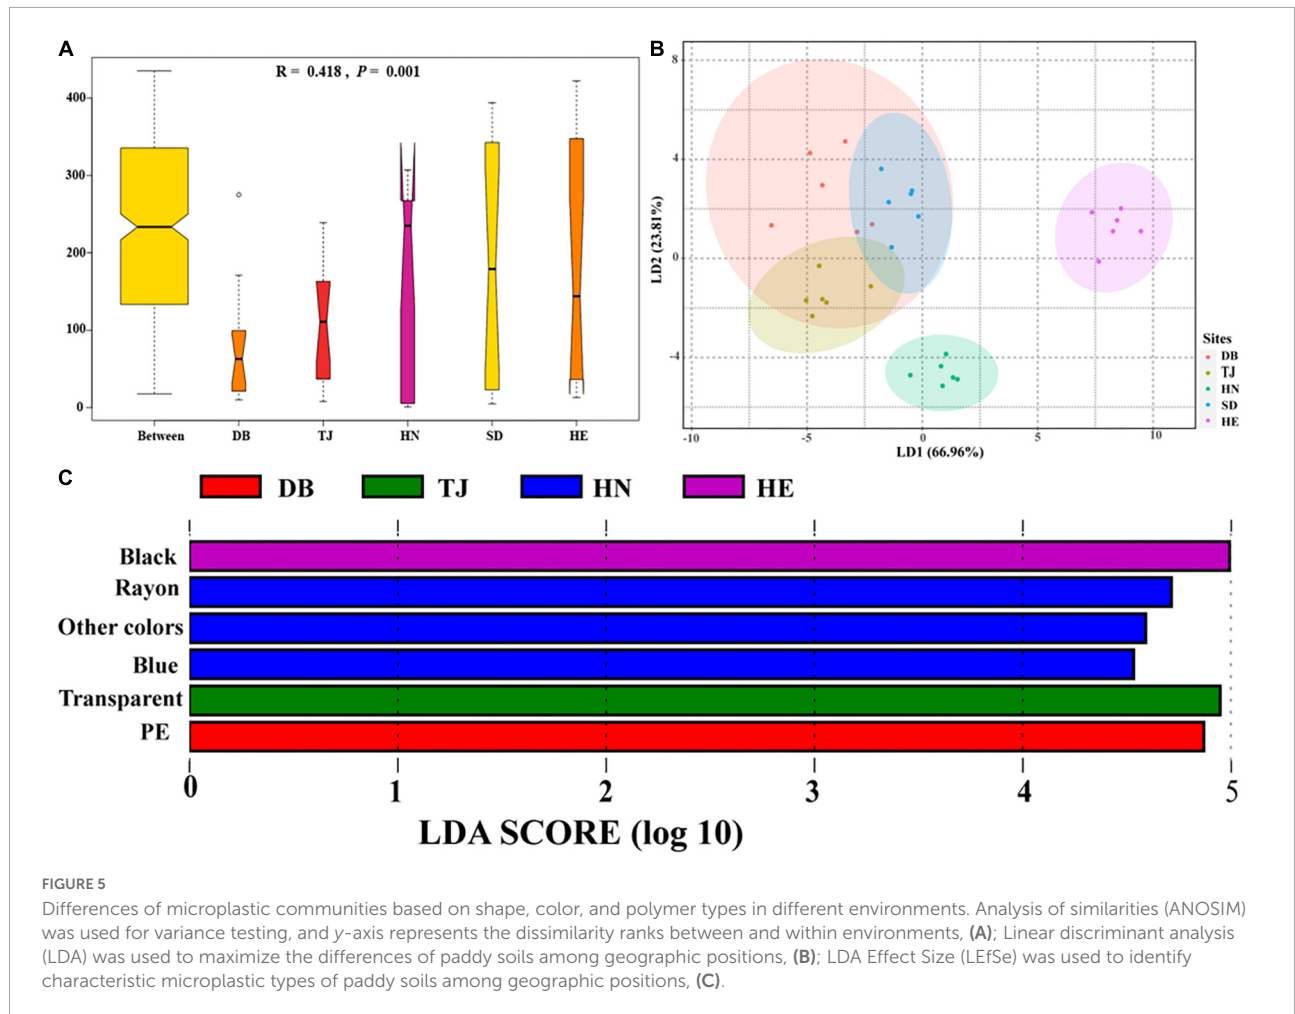 A
R = 0.418 , P = 0.001
400
300
200
100
0
Between DB TJ HN SD HE
B
8
4
0
-4
LD2 (23.81%)
-10 -5 0 5 10
LD1 (66.96%)
Sites
DB
TJ
HN
SD
HE
C
DB TJ HN HE
Black
Rayon
Other colors
Blue
Transparent
PE
0 1 2 3 4 5
LDA SCORE (log 10)
FIGURE 5
Differences of microplastic communities based on shape, color, and polymer types in different environments. Analysis of similarities (ANOSIM)
was used for variance testing, and y-axis represents the dissimilarity ranks between and within environments, (A); Linear discriminant analysis
(LDA) was used to maximize the differences of paddy soils among geographic positions, (B); LDA Effect Size (LEfSe) was used to identify
characteristic microplastic types of paddy soils among geographic positions, (C).